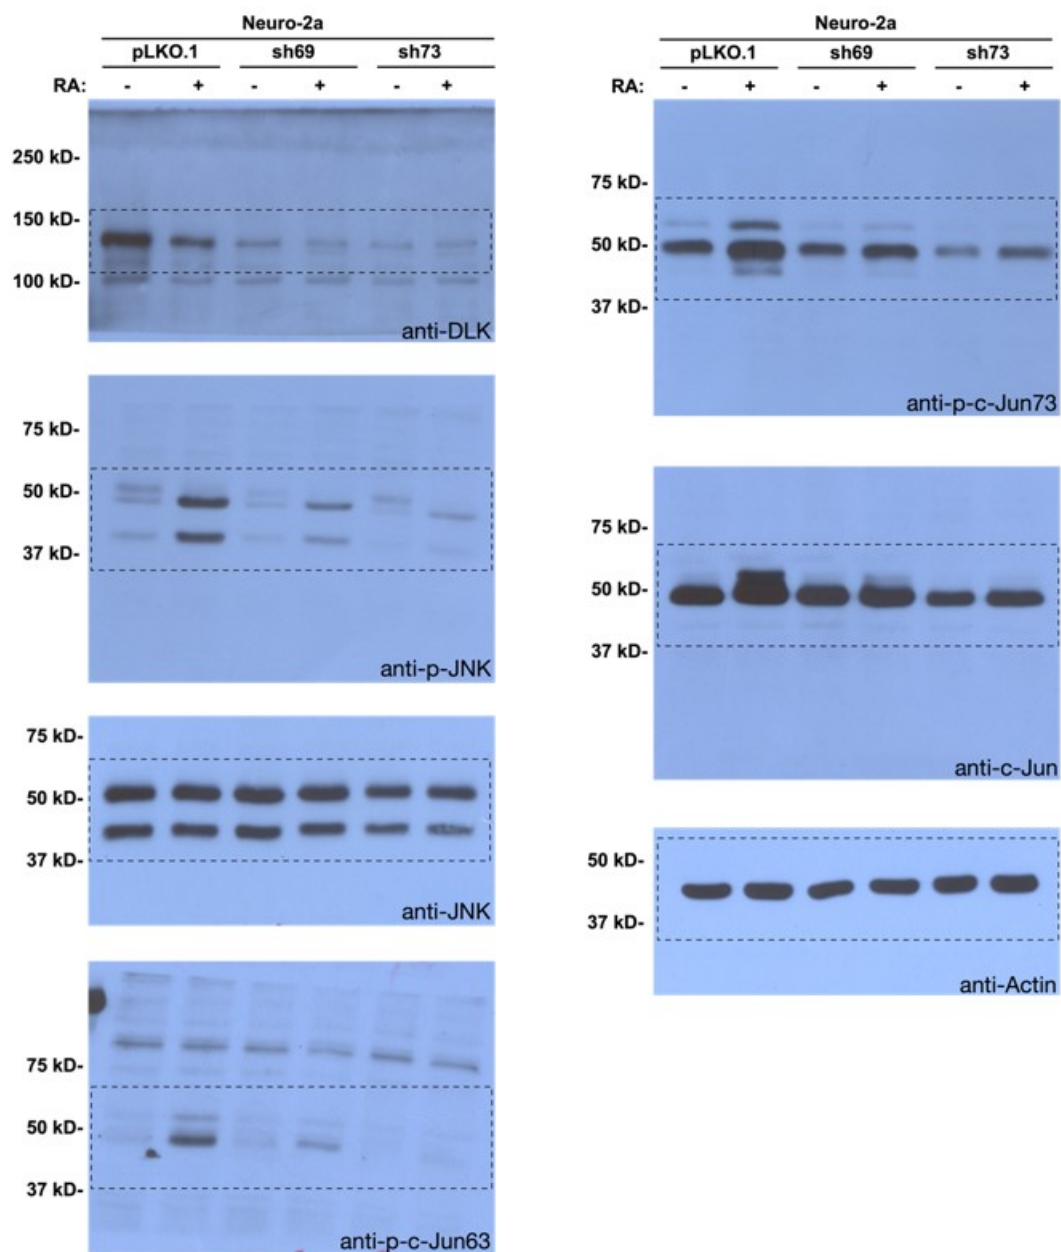 Neuro-2a
pLKO.1 sh69 sh73
RA: - + - + - +
250 kD-
150 kD-
100 kD-
anti-DLK
75 kD-
50 kD-
37 kD-
anti-p-JNK
75 kD-
50 kD-
37 kD-
anti-JNK
75 kD-
50 kD-
37 kD-
anti-p-c-Jun63
Neuro-2a
pLKO.1 sh69 sh73
RA: - + - + - +
75 kD-
50 kD-
37 kD-
anti-p-c-Jun73
75 kD-
50 kD-
37 kD-
anti-c-Jun
50 kD-
37 kD-
anti-Actin